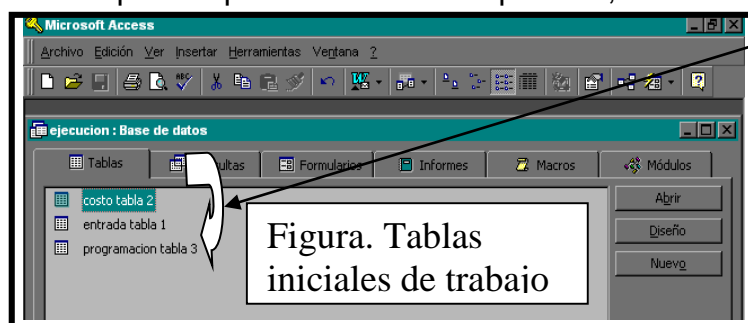 Microsoft Access
Archivo Edición Ver Insertar Herramientas Ventana ?
ejecucion : Base de datos
Tablas ultas Formularios Informes Macros Módulos
costo tabla 2 Abrir
entrada tabla 1 Diseño
programacion tabla 3 Nuevo
Figura. Tablas
iniciales de trabajo